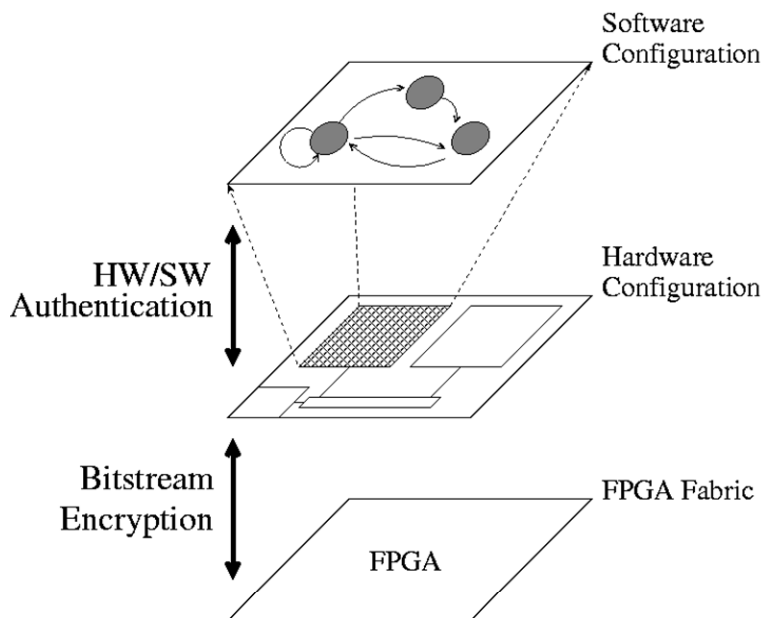 Software
Configuration
HW/SW
Authentication
Hardware
Configuration
Bitstream
Encryption
FPGA Fabric
FPGA